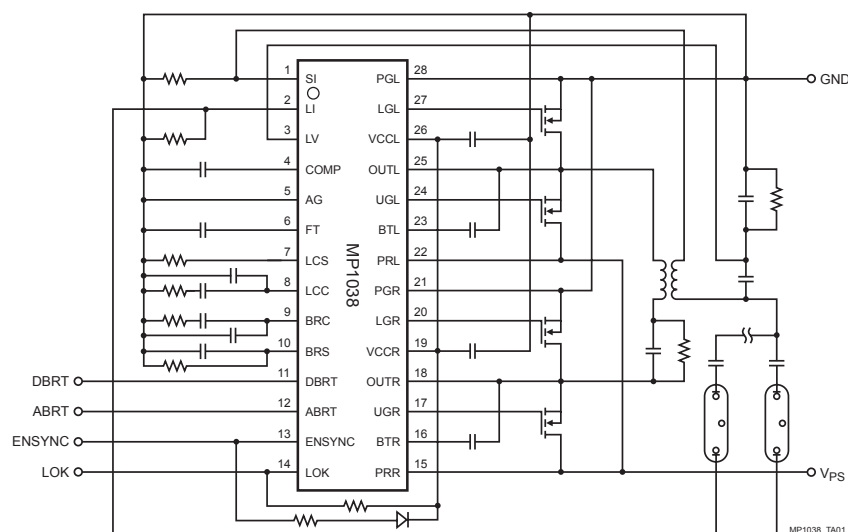 1 SI PGL 28 GND
2 LI LGL 27
3 LV VCCL 26
4 COMP OUTL 25
5 AG UGL 24
6 FT BTL 23
7 LCS PRL 22
8 LCC PGR 21
9 BRC LGR 20
10 BRS VCCR 19
DBRT 11 DBRT OUTR 18
ABRT 12 ABRT UGR 17
ENSYNC 13 ENSYNC BTR 16
LOK 14 LOK PRR 15 VPS
MP1038
MP1038_TA01